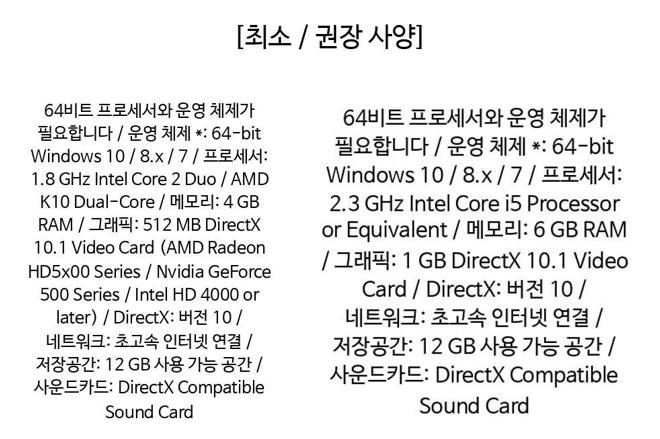 [최소 / 권장 사양]
64비트 프로세서와 운영 체제가
필요합니다 / 운영 체제 *: 64-bit
Windows 10 / 8.x / 7 / 프로세서:
1.8 GHz Intel Core 2 Duo / AMD
K10 Dual-Core / 메모리: 4 GB
RAM / 그래픽: 512 MB DirectX
10.1 Video Card (AMD Radeon
HD5x00 Series / Nvidia GeForce
500 Series / Intel HD 4000 or
later) / DirectX: 버전 10 /
네트워크: 초고속 인터넷 연결 /
저장공간: 12 GB 사용 가능 공간 /
사운드카드: DirectX Compatible
Sound Card
64비트 프로세서와 운영 체제가
필요합니다 / 운영 체제 *: 64-bit
Windows 10 / 8.x / 7 / 프로세서:
2.3 GHz Intel Core i5 Processor
or Equivalent / 메모리: 6 GB RAM
/ 그래픽: 1 GB DirectX 10.1 Video
Card / DirectX: 버전 10 /
네트워크: 초고속 인터넷 연결 /
저장공간: 12 GB 사용 가능 공간 /
사운드카드: DirectX Compatible
Sound Card